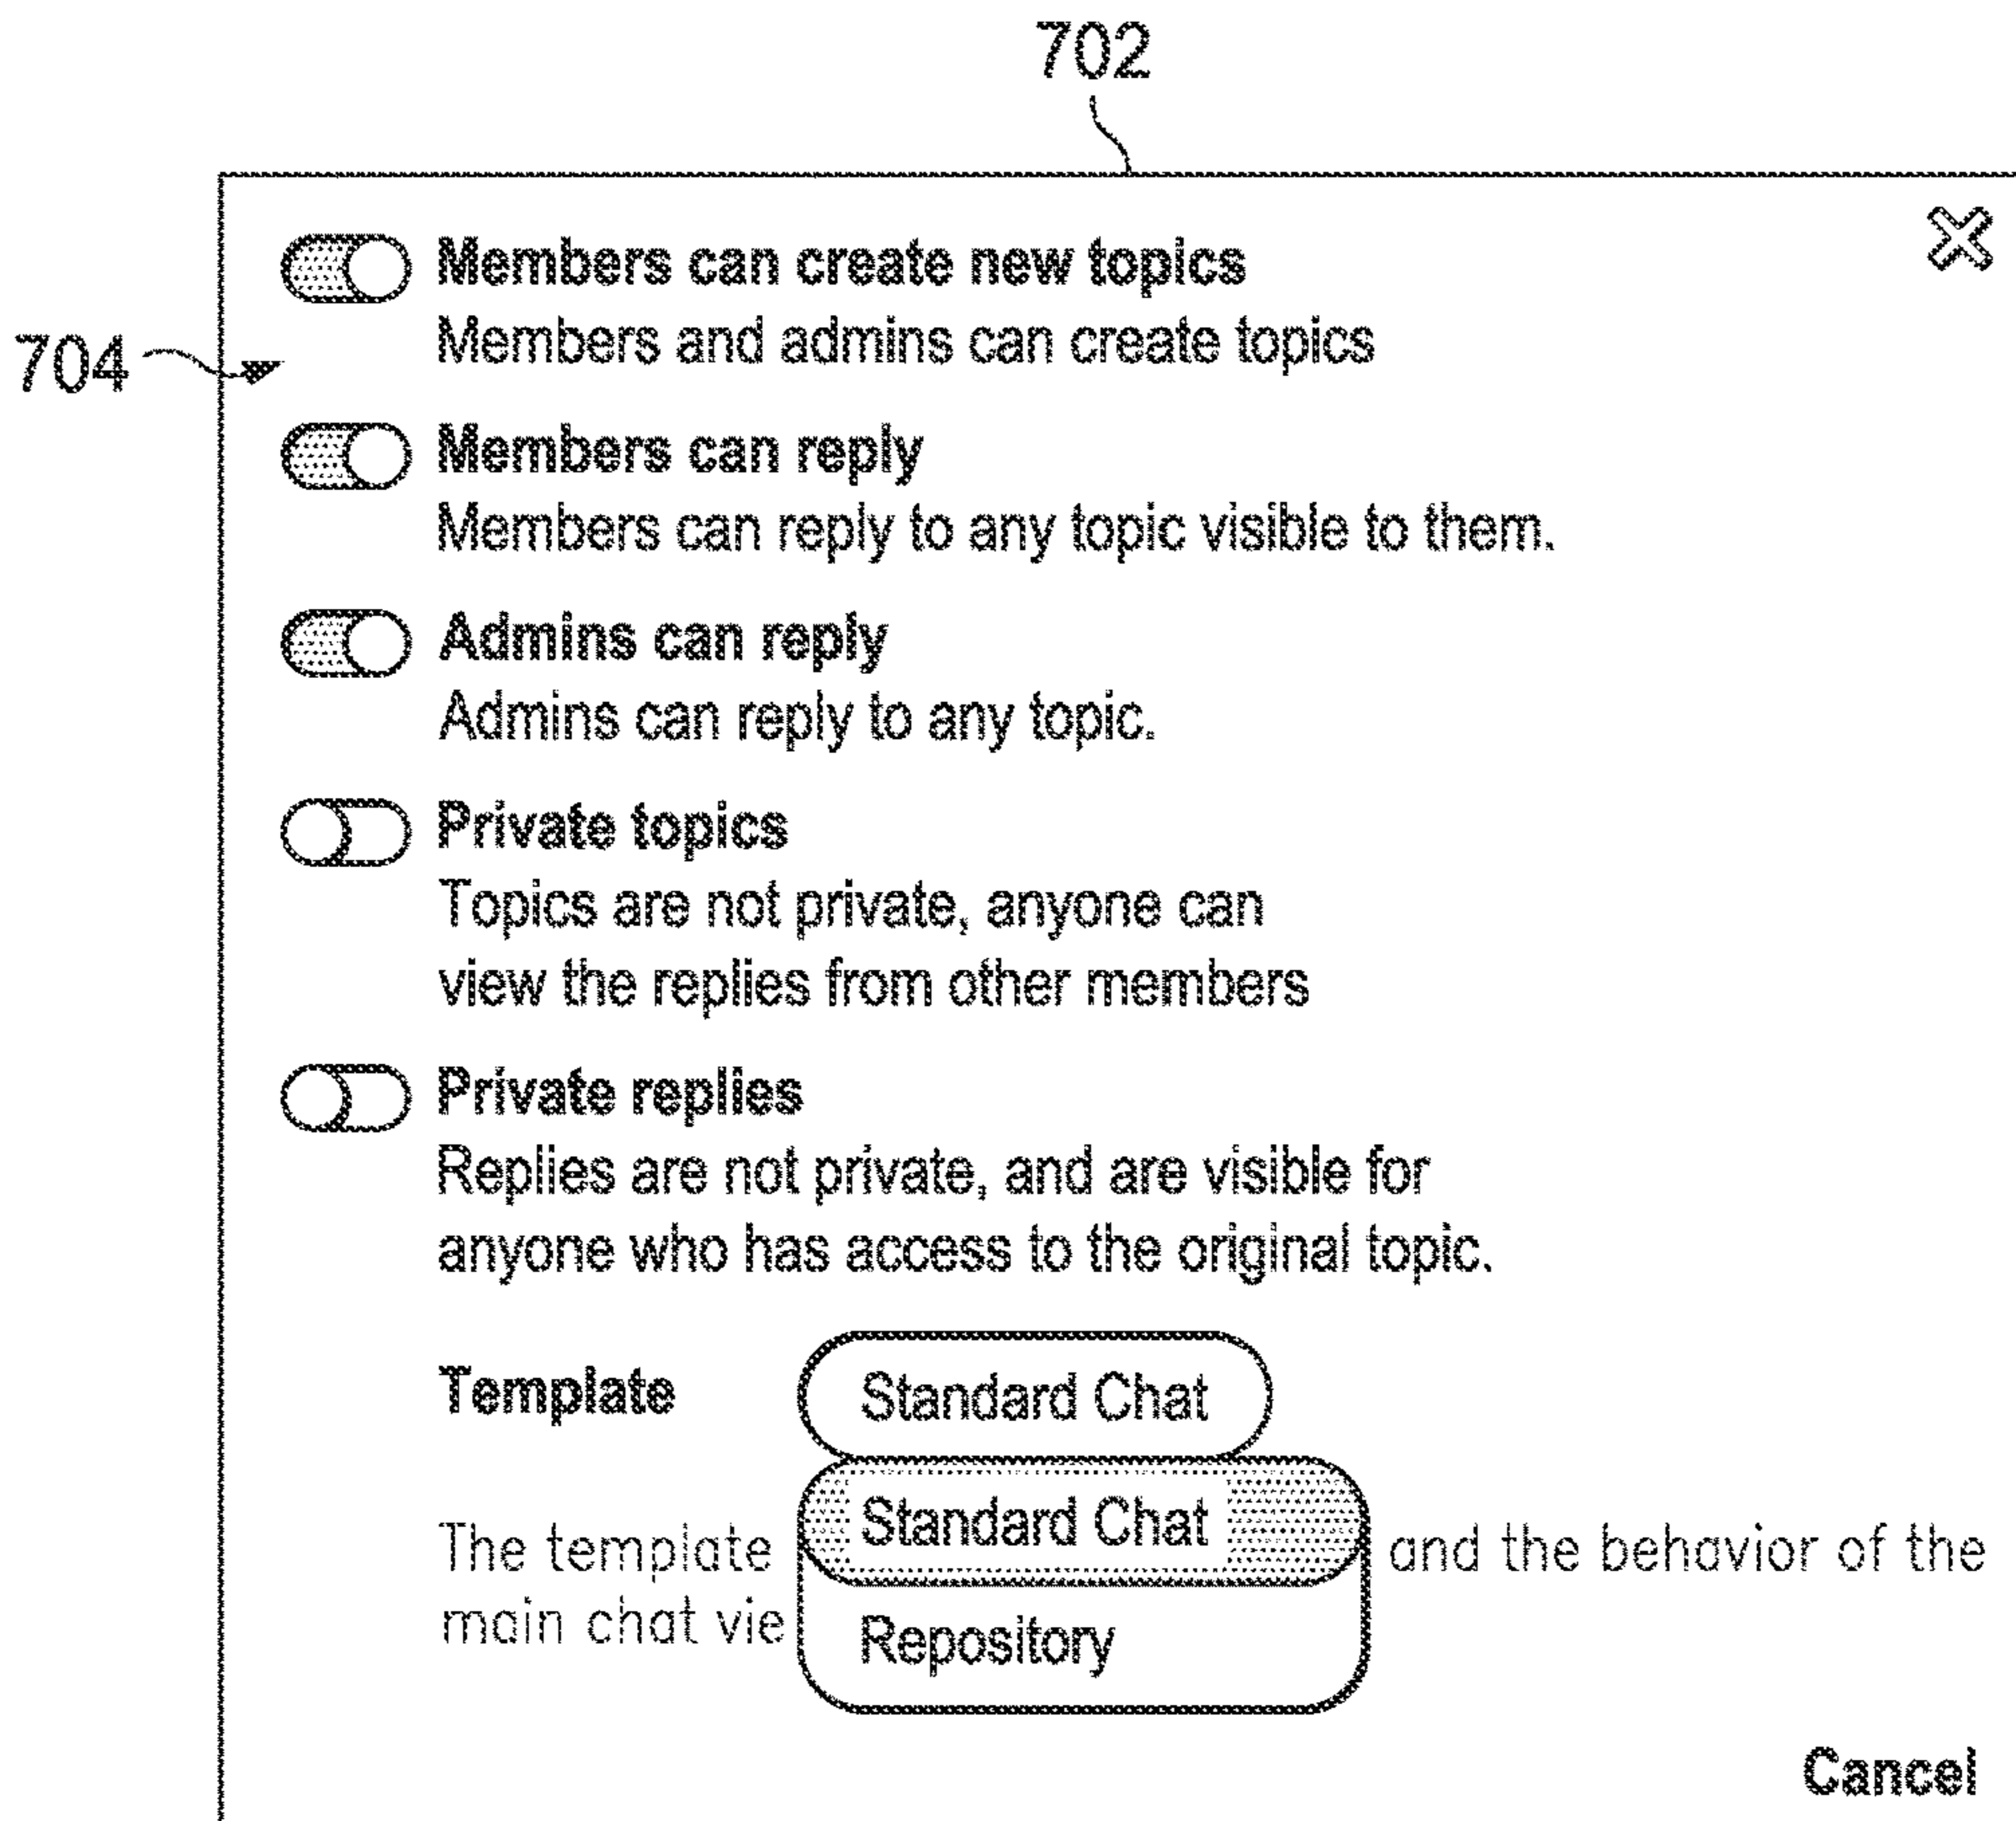 702
704
Members can create new topics
Members and admins can create topics
Members can reply
Members can reply to any topic visible to them.
Admins can reply
Admins can reply to any topic.
Private topics
Topics are not private, anyone can
view the replies from other members
Private replies
Replies are not private, and are visible for
anyone who has access to the original topic.
Template Standard Chat
The template Standard Chat and the behavior of the
main chat vie Repository
Cancel